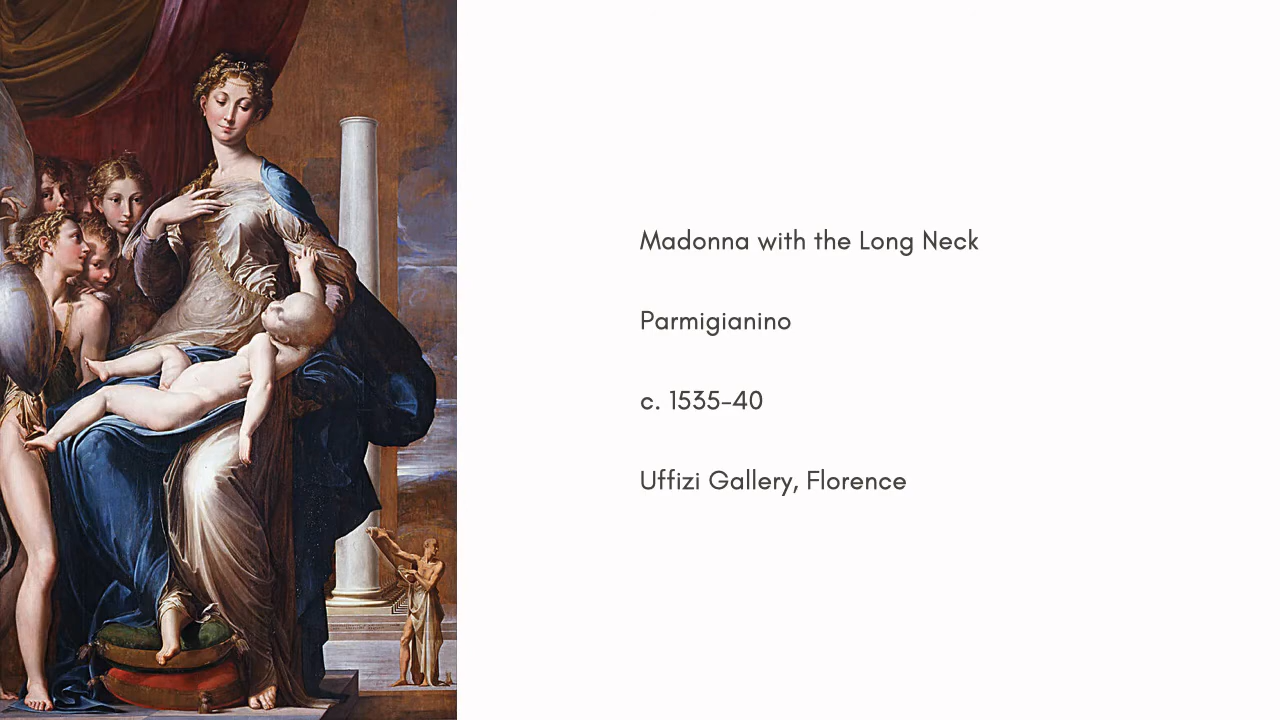 Madonna with the Long Neck
Parmigianino
c. 1535-40
Uffizi Gallery, Florence